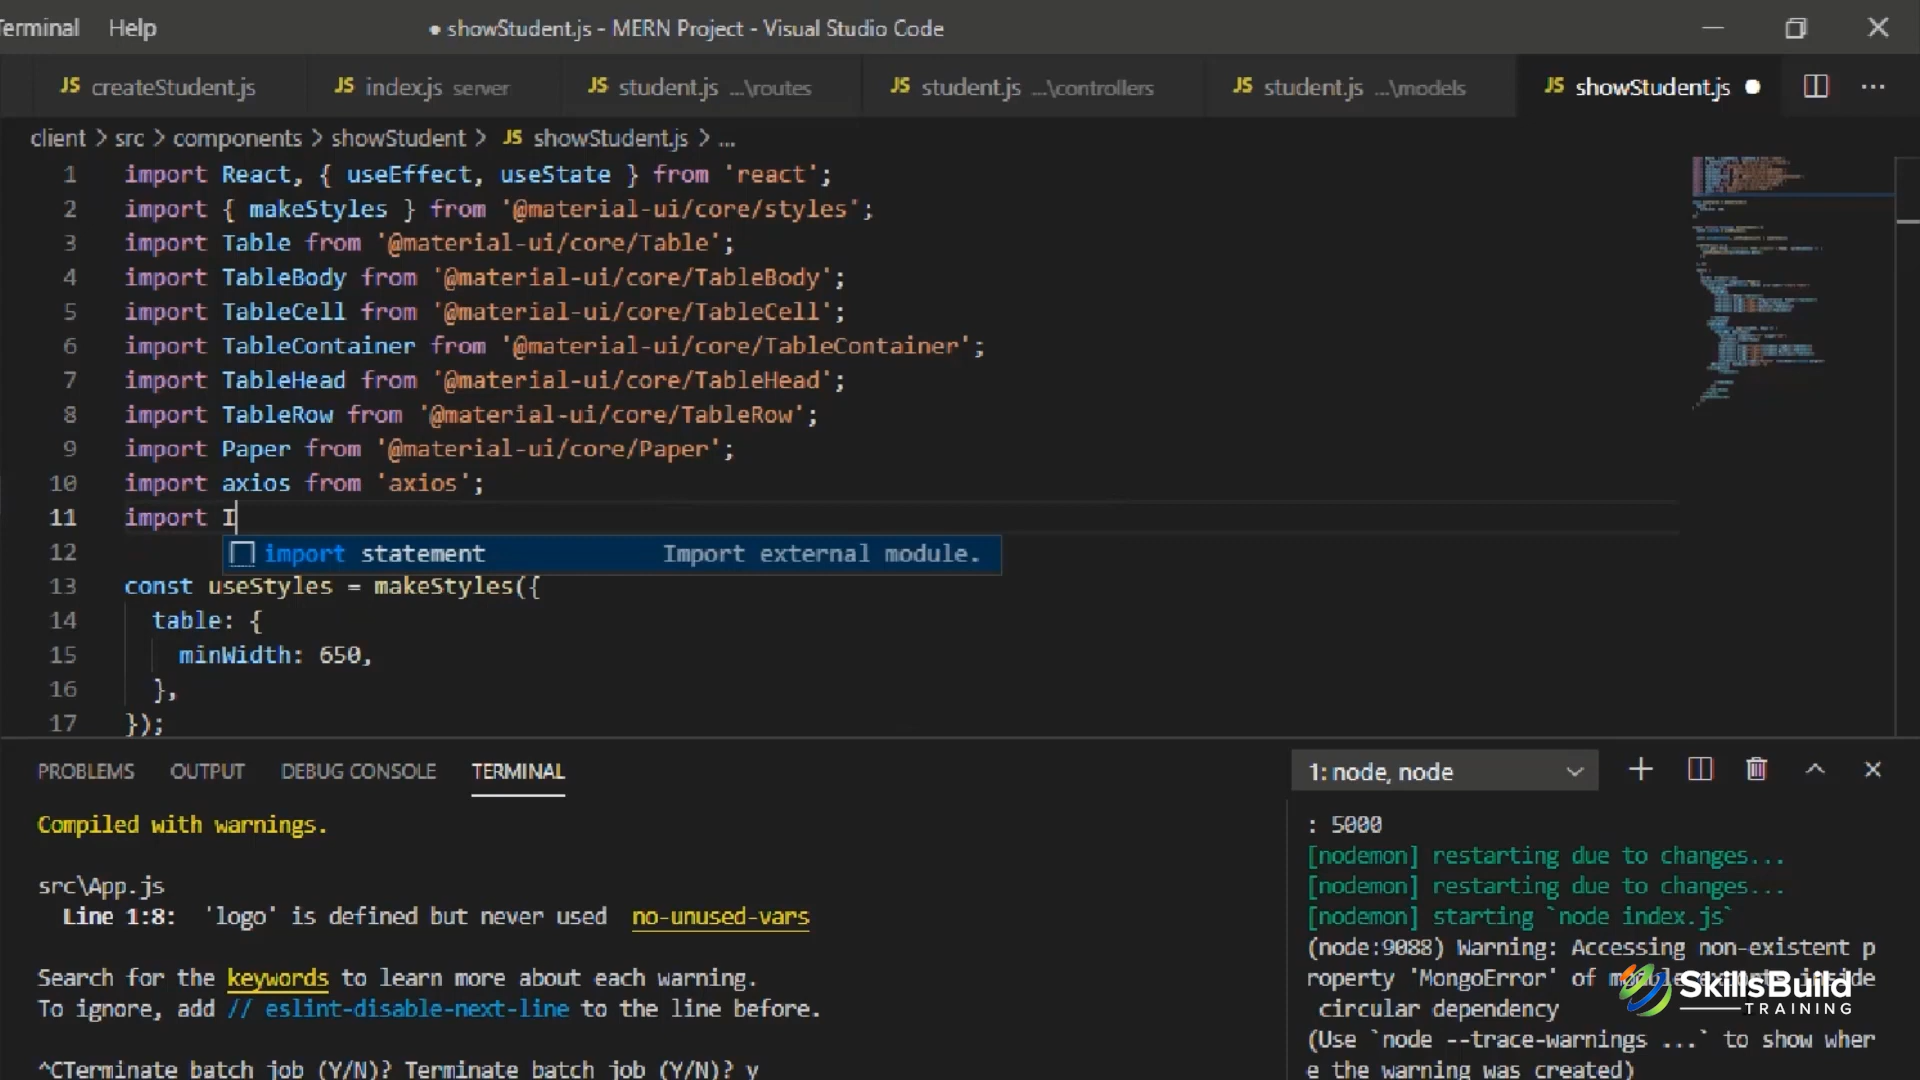 Terminal Help ● showStudent.js - MERN Project - Visual Studio Code
JS createStudent.js JS index.js server JS student.js ...\routes JS student.js ...\controllers JS student.js ...\models JS showStudent.js ●
client > src > components > showStudent > JS showStudent.js > ...
1 import React, { useEffect, useState } from 'react';
2 import { makeStyles } from '@material-ui/core/styles';
3 import Table from '@material-ui/core/Table';
4 import TableBody from '@material-ui/core/TableBody';
5 import TableCell from '@material-ui/core/TableCell';
6 import TableContainer from '@material-ui/core/TableContainer';
7 import TableHead from '@material-ui/core/TableHead';
8 import TableRow from '@material-ui/core/TableRow';
9 import Paper from '@material-ui/core/Paper';
10 import axios from 'axios';
11 import I
12
import statement Import external module.
13 const useStyles = makeStyles({
14 table: {
15 minWidth: 650,
16 },
17 });
PROBLEMS OUTPUT DEBUG CONSOLE TERMINAL 1: node, node
Compiled with warnings.
src\App.js
Line 1:8: 'logo' is defined but never used no-unused-vars
Search for the keywords to learn more about each warning.
To ignore, add // eslint-disable-next-line to the line before.
^CTerminate batch job (Y/N)? Terminate batch job (Y/N)? y
: 5000
[nodemon] restarting due to changes...
[nodemon] restarting due to changes...
[nodemon] starting `node index.js`
(node:9088) Warning: Accessing non-existent p
roperty 'MongoError' of module exports inside
circular dependency
(Use `node --trace-warnings ...` to show wher
e the warning was created)
SkillsBuild
TRAINING